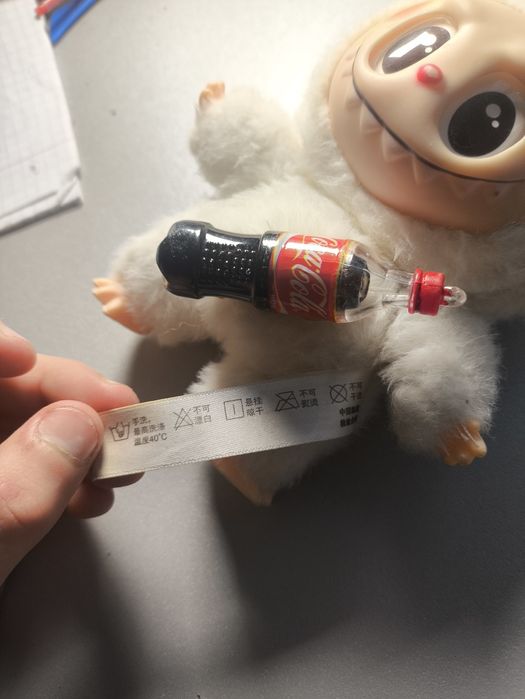 Coca-Cola
手洗，
最高洗涤
温度40°C
不可
漂白
悬挂
晾干
不可
熨烫
不可
干洗